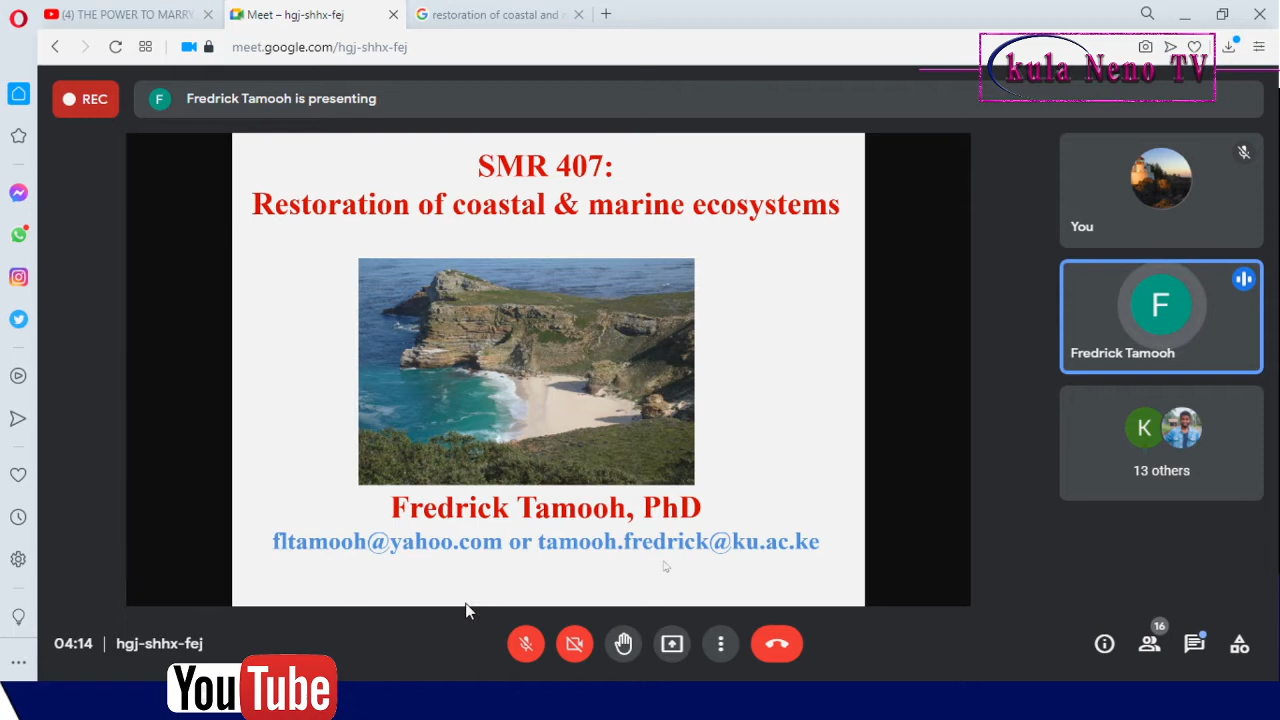 (4) THE POWER TO MARRY
Meet – hgj-shhx-fej
restoration of coastal and m
meet.google.com/hgj-shhx-fej
kula Neno TV
REC
F
Fredrick Tamooh is presenting
SMR 407:
Restoration of coastal & marine ecosystems
You
F
Fredrick Tamooh
K
13 others
Fredrick Tamooh, PhD
fltamooh@yahoo.com or tamooh.fredrick@ku.ac.ke
04:14
hgj-shhx-fej
16
YouTube